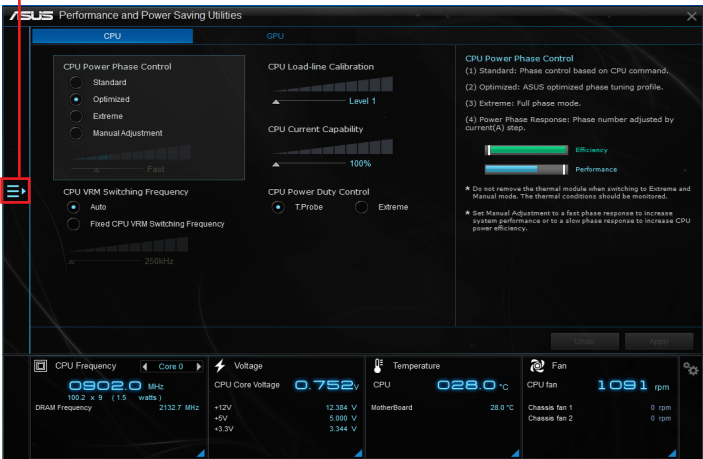 ASUS Performance and Power Saving Utilities
CPU GPU
CPU Power Phase Control
Standard
Optimized
Extreme
Manual Adjustment
Fast
CPU VRM Switching Frequency
Auto
Fixed CPU VRM Switching Frequency
250kHz
CPU Load-line Calibration
Level 1
CPU Current Capability
100%
CPU Power Duty Control
T.Probe Extreme
CPU Power Phase Control
(1) Standard: Phase control based on CPU command.
(2) Optimized: ASUS optimized phase tuning profile.
(3) Extreme: Full phase mode.
(4) Power Phase Response: Phase number adjusted by
current(A) step.
Efficiency
Performance
* Do not remove the thermal module when switching to Extreme and
Manual mode. The thermal conditions should be monitored.
* Set Manual Adjustment to a fast phase response to increase
system performance or to a slow phase response to increase CPU
power efficiency.
Undo Apply
CPU Frequency Core 0
0902.0 MHz
100.2 x 9 (1.5 watts)
DRAM Frequency 2132.7 MHz
Voltage
CPU Core Voltage 0.752v
+12V 12.384 V
+5V 5.000 V
+3.3V 3.344 V
Temperature
CPU 028.0 °C
MotherBoard 28.0 °C
Fan
CPU fan 1091 rpm
Chassis fan 1 0 rpm
Chassis fan 2 0 rpm